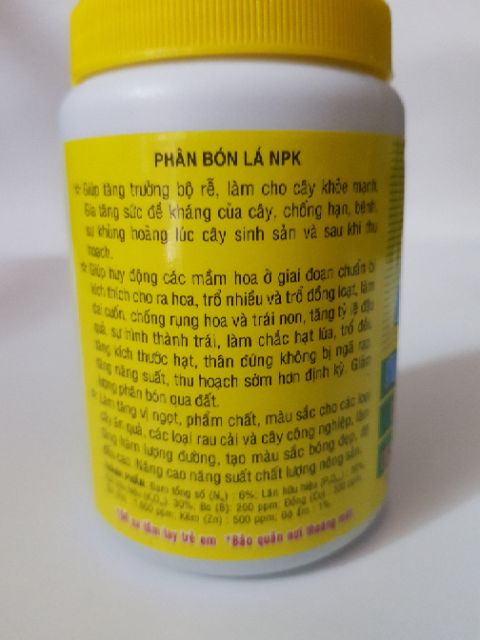 PHÂN BÓN LÁ NPK
* Giúp tăng trưởng bộ rễ, làm cho cây khỏe mạnh.
Gia tăng sức đề kháng của cây, chống hạn, bệnh,
sự khủng hoảng lúc cây sinh sản và sau khi thu
hoạch.
* Giúp huy động các mầm hoa ở giai đoạn chuẩn bị
kích thích cho ra hoa, trổ nhiều và trổ đồng loạt, làm
dai cuốn, chống rụng hoa và trái non, tăng tỷ lệ đậu
quả, sự hình thành trái, làm chắc hạt lúa, trổ đều,
tăng kích thước hạt, thân đứng không bị ngã rạp,
tăng năng suất, thu hoạch sớm hơn định kỳ. Giảm
lượng phân bón qua đất.
* Làm tăng vị ngọt, phẩm chất, màu sắc cho các loại
cây ăn quả, các loại rau cải và cây công nghiệp, làm
tăng hàm lượng đường, tạo màu sắc bóng đẹp, để
Nâng cao năng suất chất lượng nông sản.
THÀNH PHẦN: Đạm tổng số (N): 6%; Lân hữu hiệu
30%; Bo (B): 200 ppm; Đồng (Cu):
Kẽm (Zn): 500 ppm; Độ ẩm: 1%
*Để xa tầm tay trẻ em *Bảo quản nơi thoáng mát.